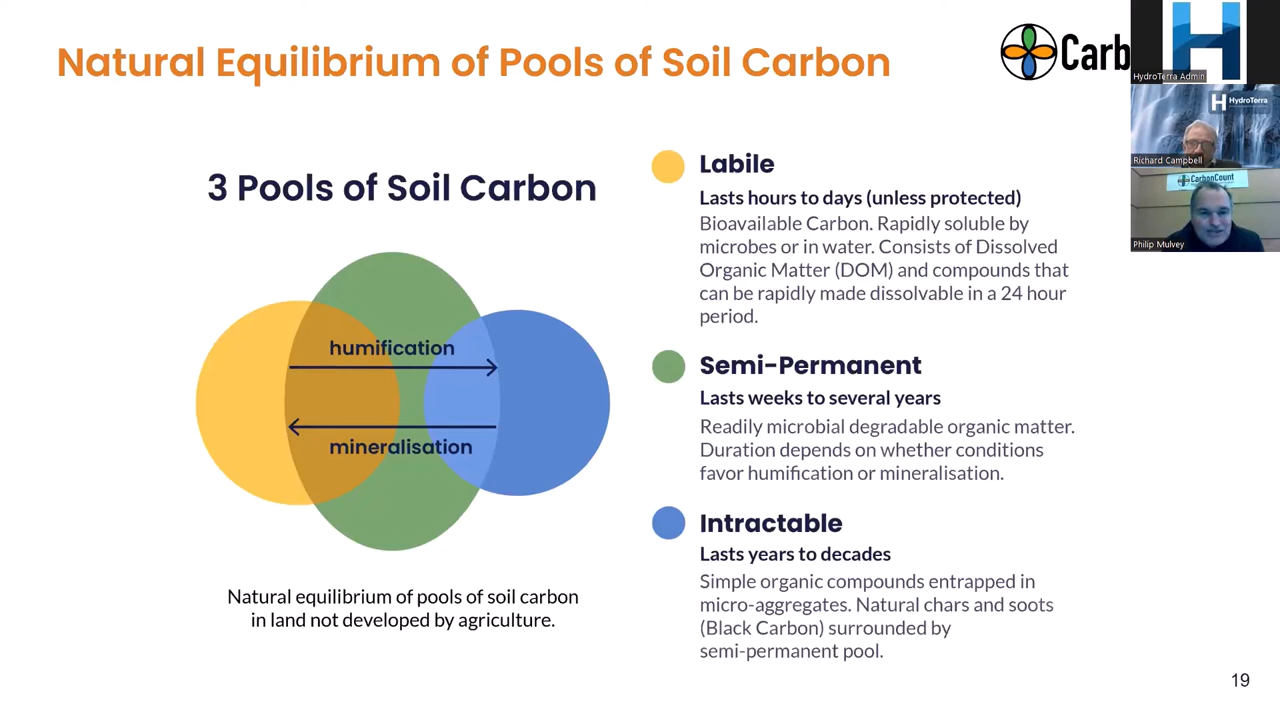 Natural Equilibrium of Pools of Soil Carbon
Carb
HydroTerra Admin
HydroTerra
Richard Campbell
CarbonCount
Philip Mulvey
3 Pools of Soil Carbon
humification
mineralisation
Natural equilibrium of pools of soil carbon
in land not developed by agriculture.
Labile
Lasts hours to days (unless protected)
Bioavailable Carbon. Rapidly soluble by
microbes or in water. Consists of Dissolved
Organic Matter (DOM) and compounds that
can be rapidly made dissolvable in a 24 hour
period.
Semi-Permanent
Lasts weeks to several years
Readily microbial degradable organic matter.
Duration depends on whether conditions
favor humification or mineralisation.
Intractable
Lasts years to decades
Simple organic compounds entrapped in
micro-aggregates. Natural chars and soots
(Black Carbon) surrounded by
semi-permanent pool.
19